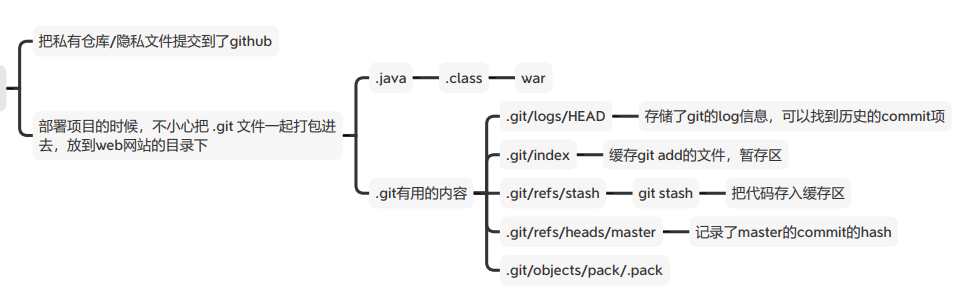 把私有仓库/隐私文件提交到了github
部署项目的时候，不小心把 .git 文件一起打包进
去，放到web网站的目录下
.java
.class
war
.git有用的内容
.git/logs/HEAD
存储了git的log信息，可以找到历史的commit项
.git/index
缓存git add的文件，暂存区
.git/refs/stash
git stash
把代码存入缓存区
.git/refs/heads/master
记录了master的commit的hash
.git/objects/pack/.pack